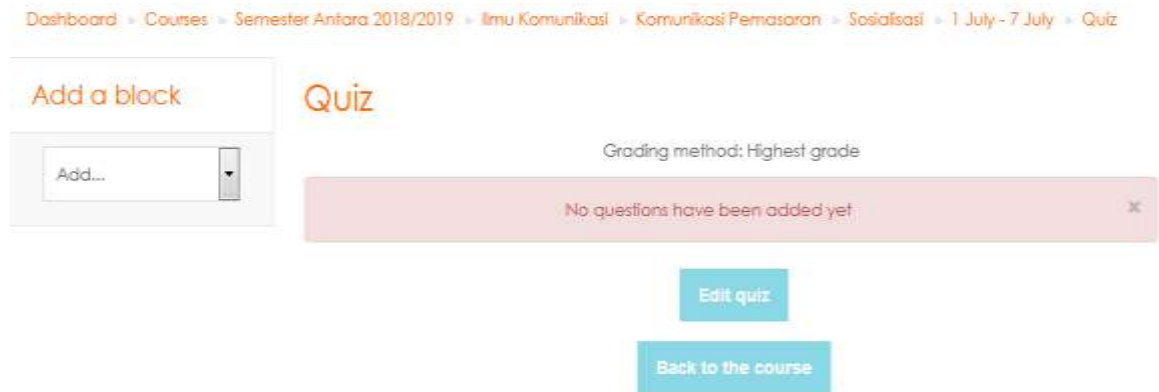 Dashboard » Courses » Semester Antara 2018/2019 » Ilmu Komunikasi » Komunikasi Pemasaran » Sosialisasi » 1 July - 7 July » Quiz
Add a block
Add...
Quiz
Grading method: Highest grade
No questions have been added yet ×
Edit quiz
Back to the course